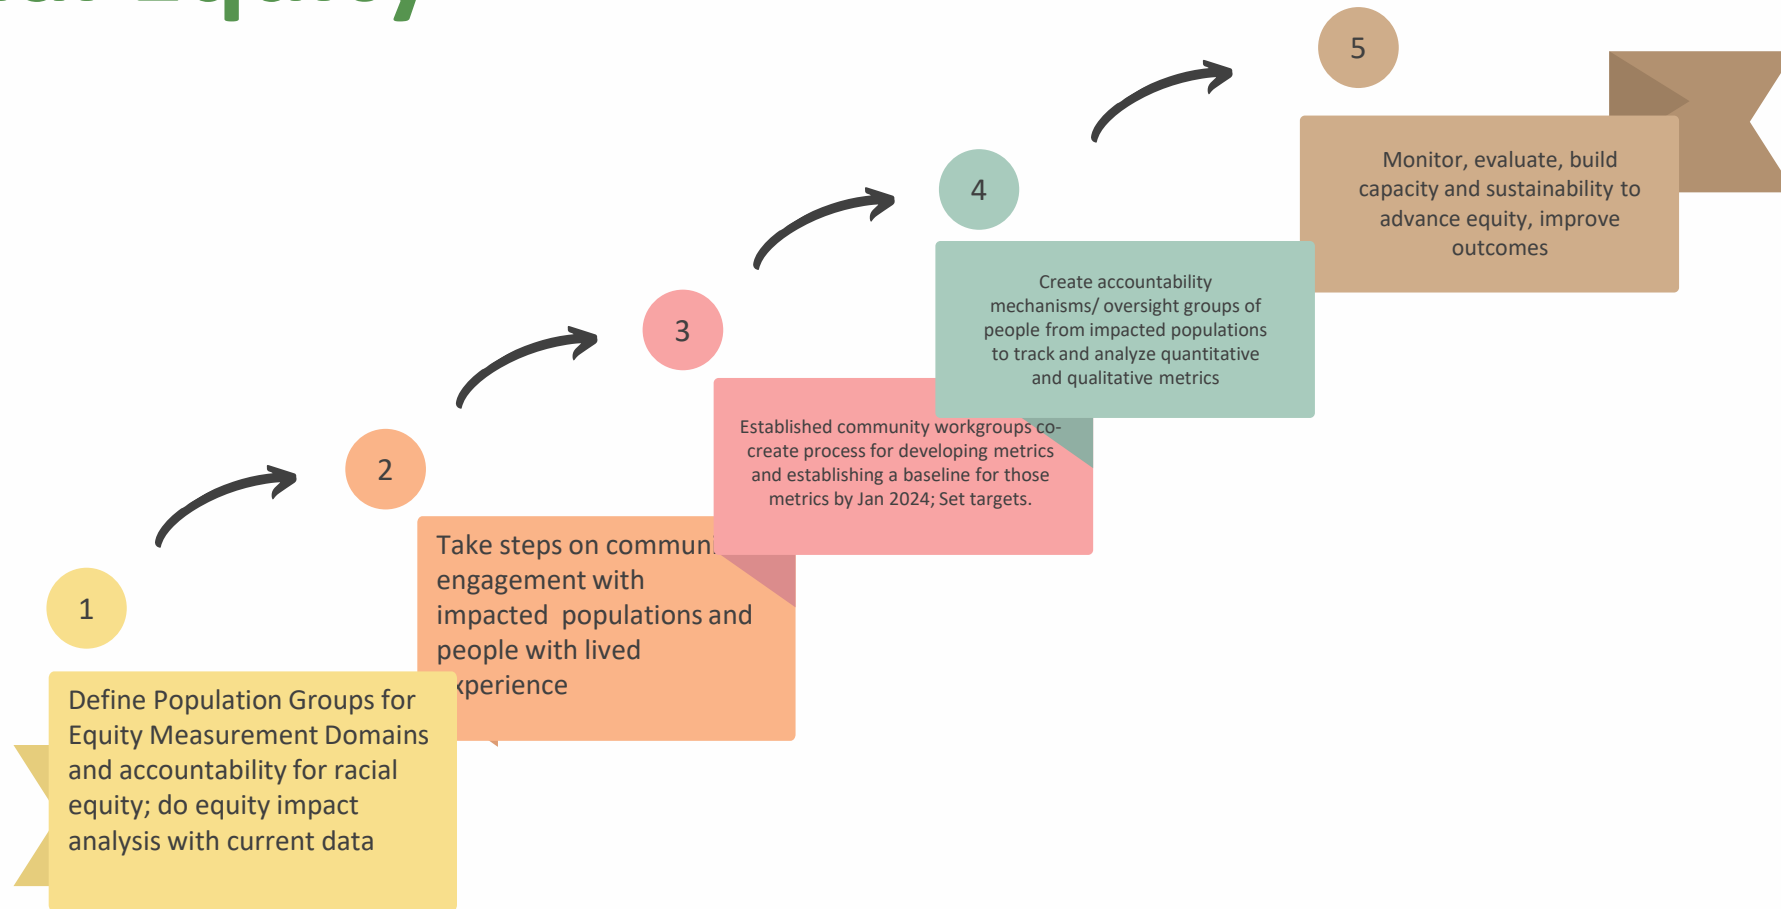 Equity
5
Monitor, evaluate, build
capacity and sustainability to
advance equity, improve
outcomes
4
Create accountability
mechanisms/ oversight groups of
people from impacted populations
to track and analyze quantitative
and qualitative metrics
3
Established community workgroups co-
create process for developing metrics
and establishing a baseline for those
metrics by Jan 2024; Set targets.
2
Take steps on commun
engagement with
impacted populations and
people with lived
xperience
1
Define Population Groups for
Equity Measurement Domains
and accountability for racial
equity; do equity impact
analysis with current data